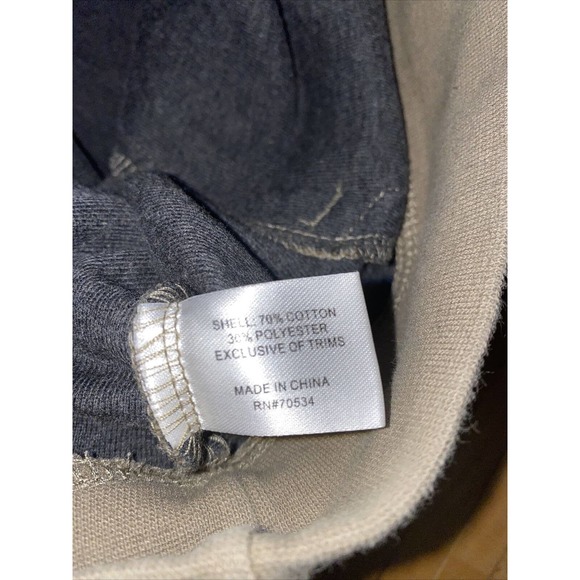 SHELL: 70% COTTON
30% POLYESTER
EXCLUSIVE OF TRIMS
MADE IN CHINA
RN#70534